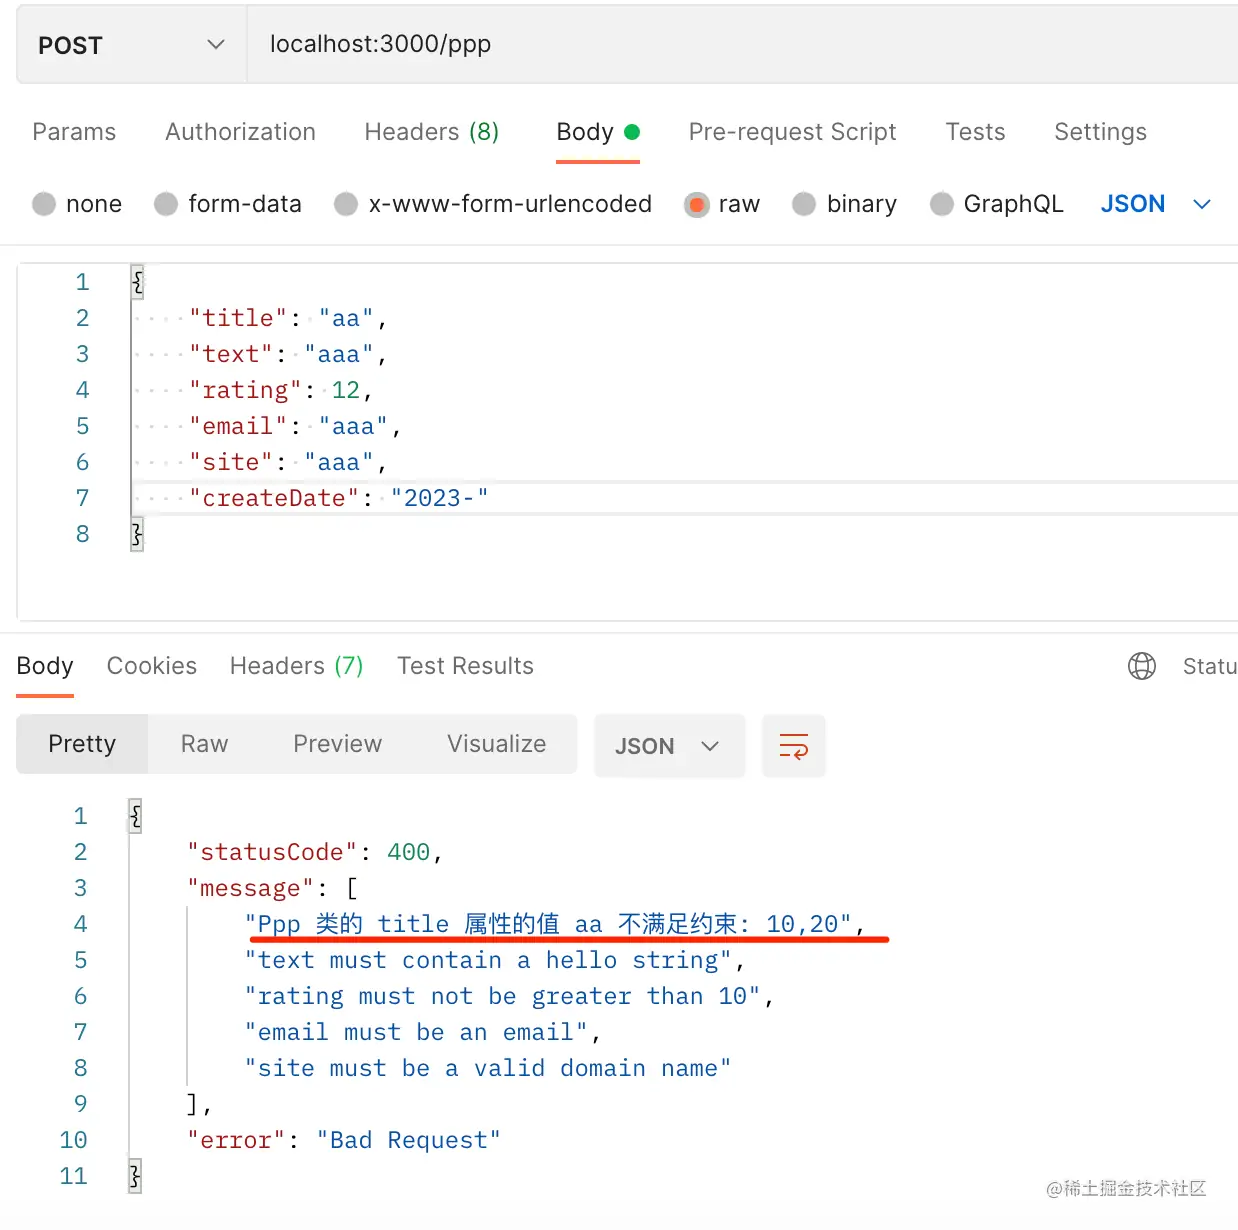 POST localhost:3000/ppp
Params Authorization Headers (8) Body Pre-request Script Tests Settings
none form-data x-www-form-urlencoded raw binary GraphQL JSON
1 {
2 "title": "aa",
3 "text": "aaa",
4 "rating": 12,
5 "email": "aaa",
6 "site": "aaa",
7 "createDate": "2023-"
8 }
Body Cookies Headers (7) Test Results Statu
Pretty Raw Preview Visualize JSON
1 {
2 "statusCode": 400,
3 "message": [
4 "Ppp 类的 title 属性的值 aa 不满足约束: 10,20",
5 "text must contain a hello string",
6 "rating must not be greater than 10",
7 "email must be an email",
8 "site must be a valid domain name"
9 ],
10 "error": "Bad Request"
11 }
@稀土掘金技术社区